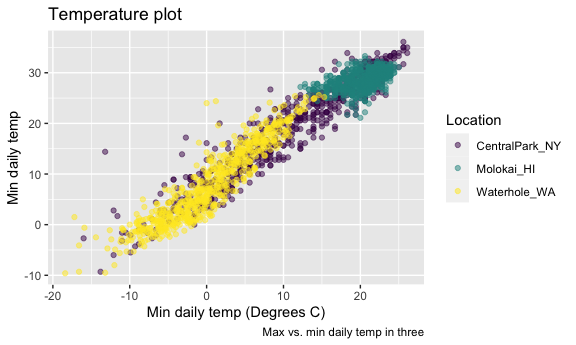 Temperature plot
30
20
10
0
-10
Min daily temp
-20
-10
0
10
20
Min daily temp (Degrees C)
Location
CentralPark_NY
Molokai_HI
Waterhole_WA
Max vs. min daily temp in three